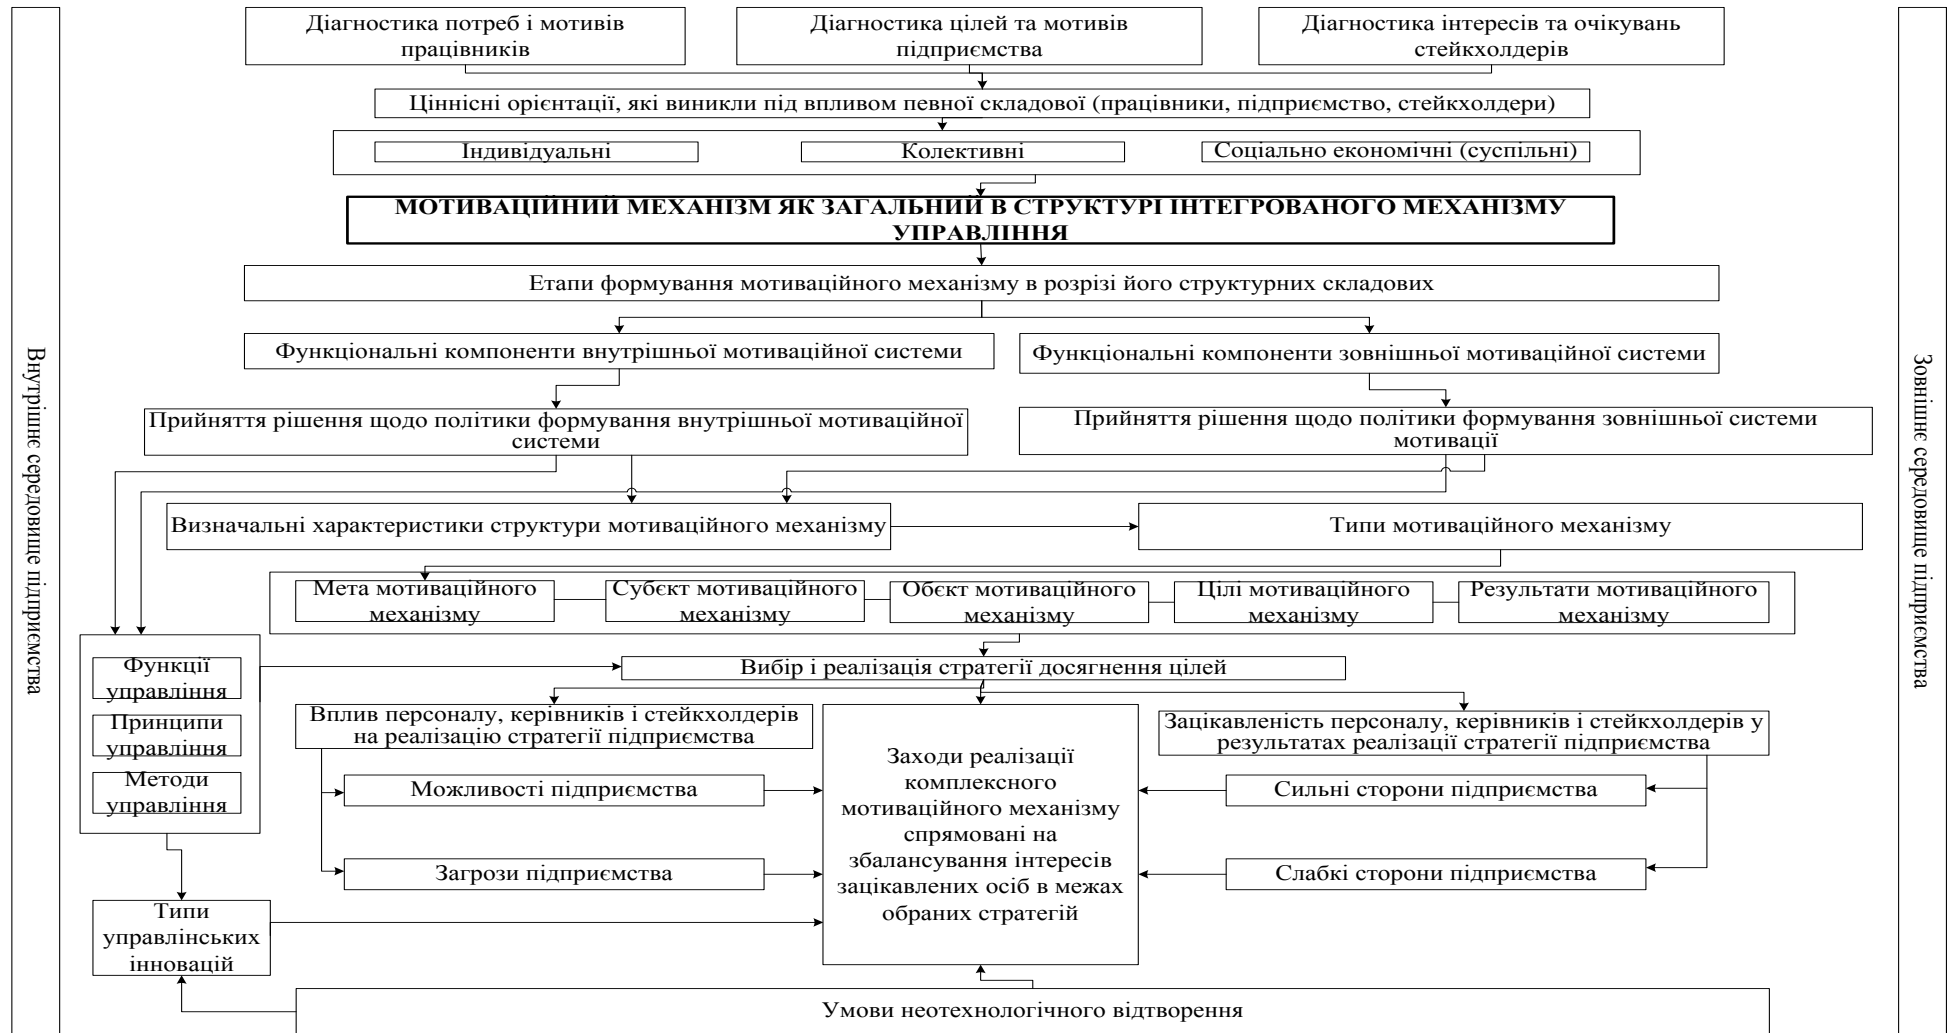 Діагностика потреб і мотивів
працівників
Діагностика цілей та мотивів
підприємства
Діагностика інтересів та очікувань
стейкхолдерів
Ціннісні орієнтації, які виникли під впливом певної складової (працівники, підприємство, стейкхолдери)
Індивідуальні
Колективні
Соціально економічні (суспільні)
МОТИВАЦІЙНИЙ МЕХАНІЗМ ЯК ЗАГАЛЬНИЙ В СТРУКТУРІ ІНТЕГРОВАНОГО МЕХАНІЗМУ
УПРАВЛІННЯ
Етапи формування мотиваційного механізму в розрізі його структурних складових
Функціональні компоненти внутрішньої мотиваційної системи
Функціональні компоненти зовнішньої мотиваційної системи
Прийняття рішення щодо політики формування внутрішньої мотиваційної
системи
Прийняття рішення щодо політики формування зовнішньої системи
мотивації
Визначальні характеристики структури мотиваційного механізму
Типи мотиваційного механізму
Мета мотиваційного
механізму
Субєкт мотиваційного
механізму
Обєкт мотиваційного
механізму
Цілі мотиваційного
механізму
Результати мотиваційного
механізму
Функції
управління
Принципи
управління
Методи
управління
Вибір і реалізація стратегії досягнення цілей
Вплив персоналу, керівників і стейкхолдерів
на реалізацію стратегії підприємства
Зацікавленість персоналу, керівників і стейкхолдерів у
результатах реалізації стратегії підприємства
Можливості підприємства
Загрози підприємства
Заходи реалізації
комплексного
мотиваційного механізму
спрямовані на
збалансування інтересів
зацікавлених осіб в межах
обраних стратегій
Сильні сторони підприємства
Слабкі сторони підприємства
Типи
управлінських
інновацій
Умови неотехнологічного відтворення
Внутрішнє середовище підприємства
Зовнішнє середовище підприємства